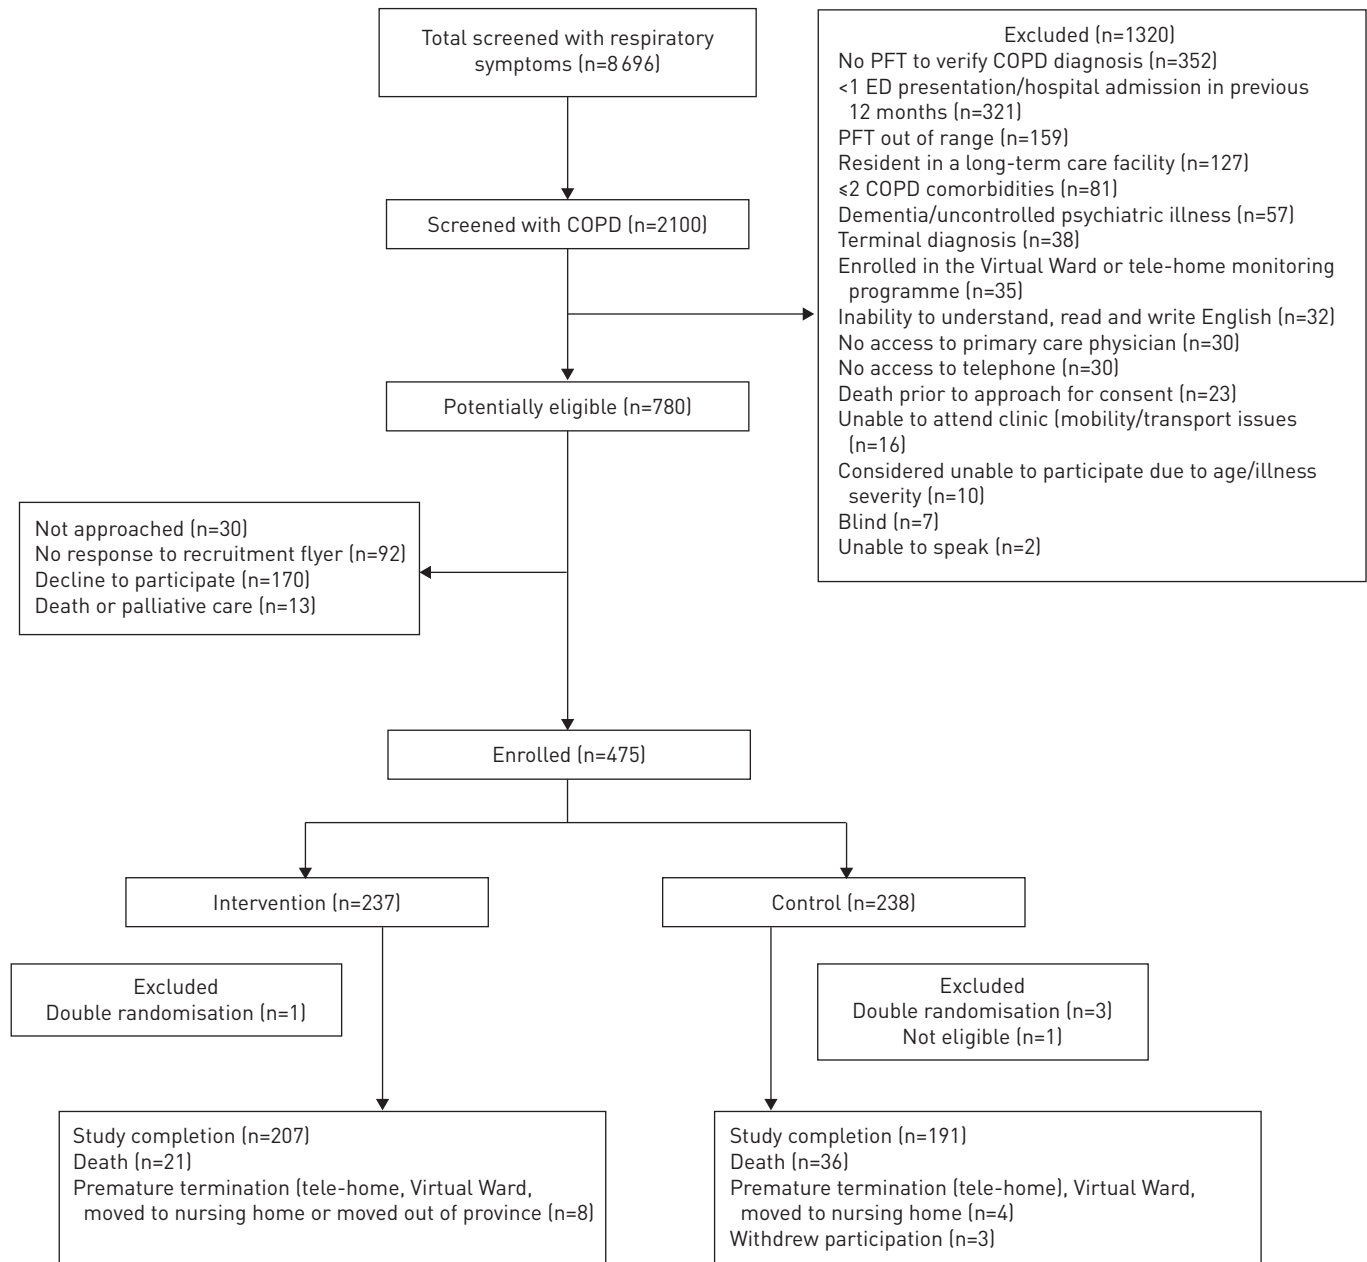 Total screened with respiratory
symptoms (n=8696)
Excluded (n=1320)
No PFT to verify COPD diagnosis (n=352)
<1 ED presentation/hospital admission in previous
12 months (n=321)
PFT out of range (n=159)
Resident in a long-term care facility (n=127)
≤2 COPD comorbidities (n=81)
Dementia/uncontrolled psychiatric illness (n=57)
Terminal diagnosis (n=38)
Enrolled in the Virtual Ward or tele-home monitoring
programme (n=35)
Inability to understand, read and write English (n=32)
No access to primary care physician (n=30)
No access to telephone (n=30)
Death prior to approach for consent (n=23)
Unable to attend clinic (mobility/transport issues
(n=16)
Considered unable to participate due to age/illness
severity (n=10)
Blind (n=7)
Unable to speak (n=2)
Screened with COPD (n=2100)
Potentially eligible (n=780)
Not approached (n=30)
No response to recruitment flyer (n=92)
Decline to participate (n=170)
Death or palliative care (n=13)
Enrolled (n=475)
Intervention (n=237)
Control (n=238)
Excluded
Double randomisation (n=1)
Excluded
Double randomisation (n=3)
Not eligible (n=1)
Study completion (n=207)
Death (n=21)
Premature termination (tele-home, Virtual Ward,
moved to nursing home or moved out of province (n=8)
Study completion (n=191)
Death (n=36)
Premature termination (tele-home), Virtual Ward,
moved to nursing home (n=4)
Withdrew participation (n=3)